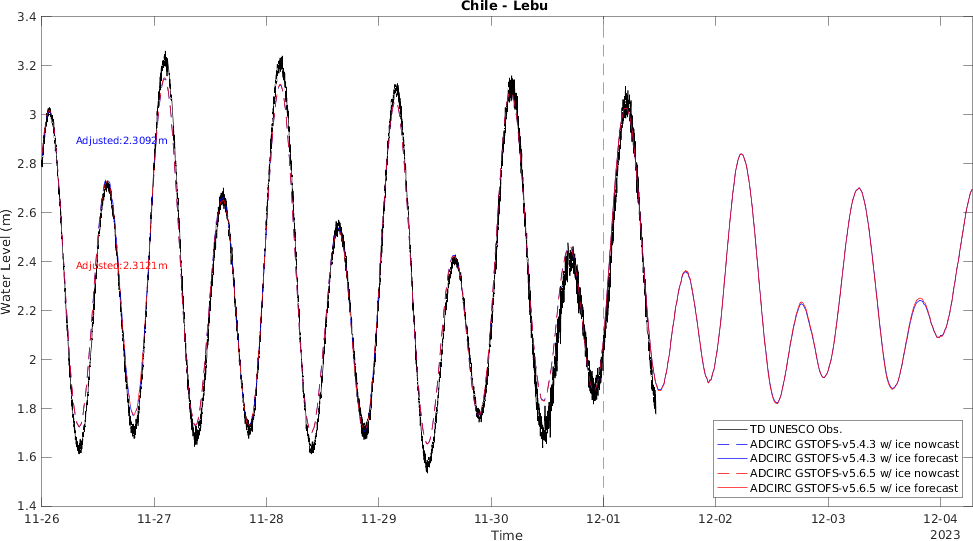 Chile - Lebu
3.4
3.2
3
2.8
2.6
2.4
2.2
2
1.8
1.6
1.4
Water Level (m)
Adjusted:2.3092m
Adjusted:2.3121m
TD UNESCO Obs.
ADCIRC GSTOFS-v5.4.3 w/ ice nowcast
ADCIRC GSTOFS-v5.4.3 w/ ice forecast
ADCIRC GSTOFS-v5.6.5 w/ ice nowcast
ADCIRC GSTOFS-v5.6.5 w/ ice forecast
11-26 11-27 11-28 11-29 11-30 12-01 12-02 12-03 12-04
Time 2023